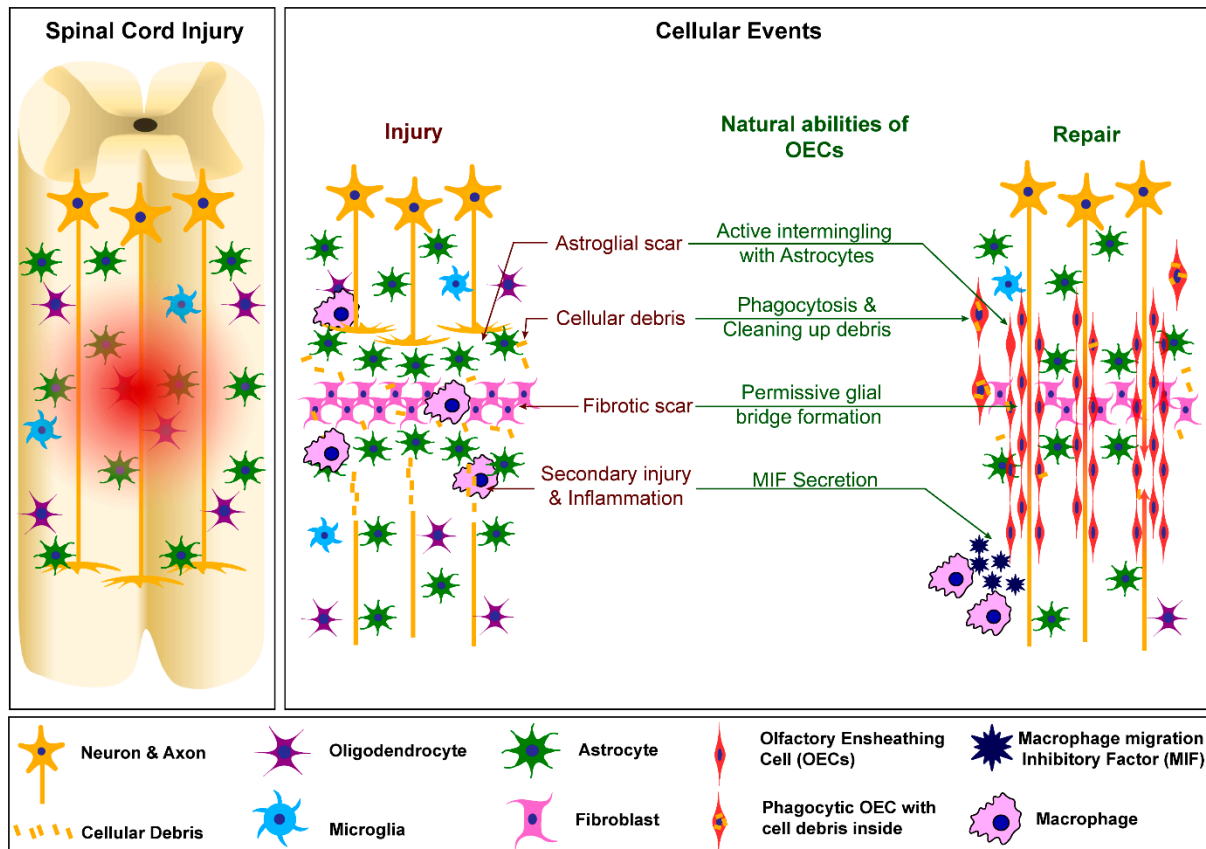 Spinal Cord Injury
Cellular Events
Injury
Natural abilities of
OECs
Repair
Astroglial scar
Active intermingling
with Astrocytes
Cellular debris
Phagocytosis &
Cleaning up debris
Fibrotic scar
Permissive glial
bridge formation
Secondary injury
& Inflammation
MIF Secretion
Neuron & Axon
Oligodendrocyte
Astrocyte
Olfactory Ensheathing
Cell (OECs)
Macrophage migration
Inhibitory Factor (MIF)
Cellular Debris
Microglia
Fibroblast
Phagocytic OEC with
cell debris inside
Macrophage